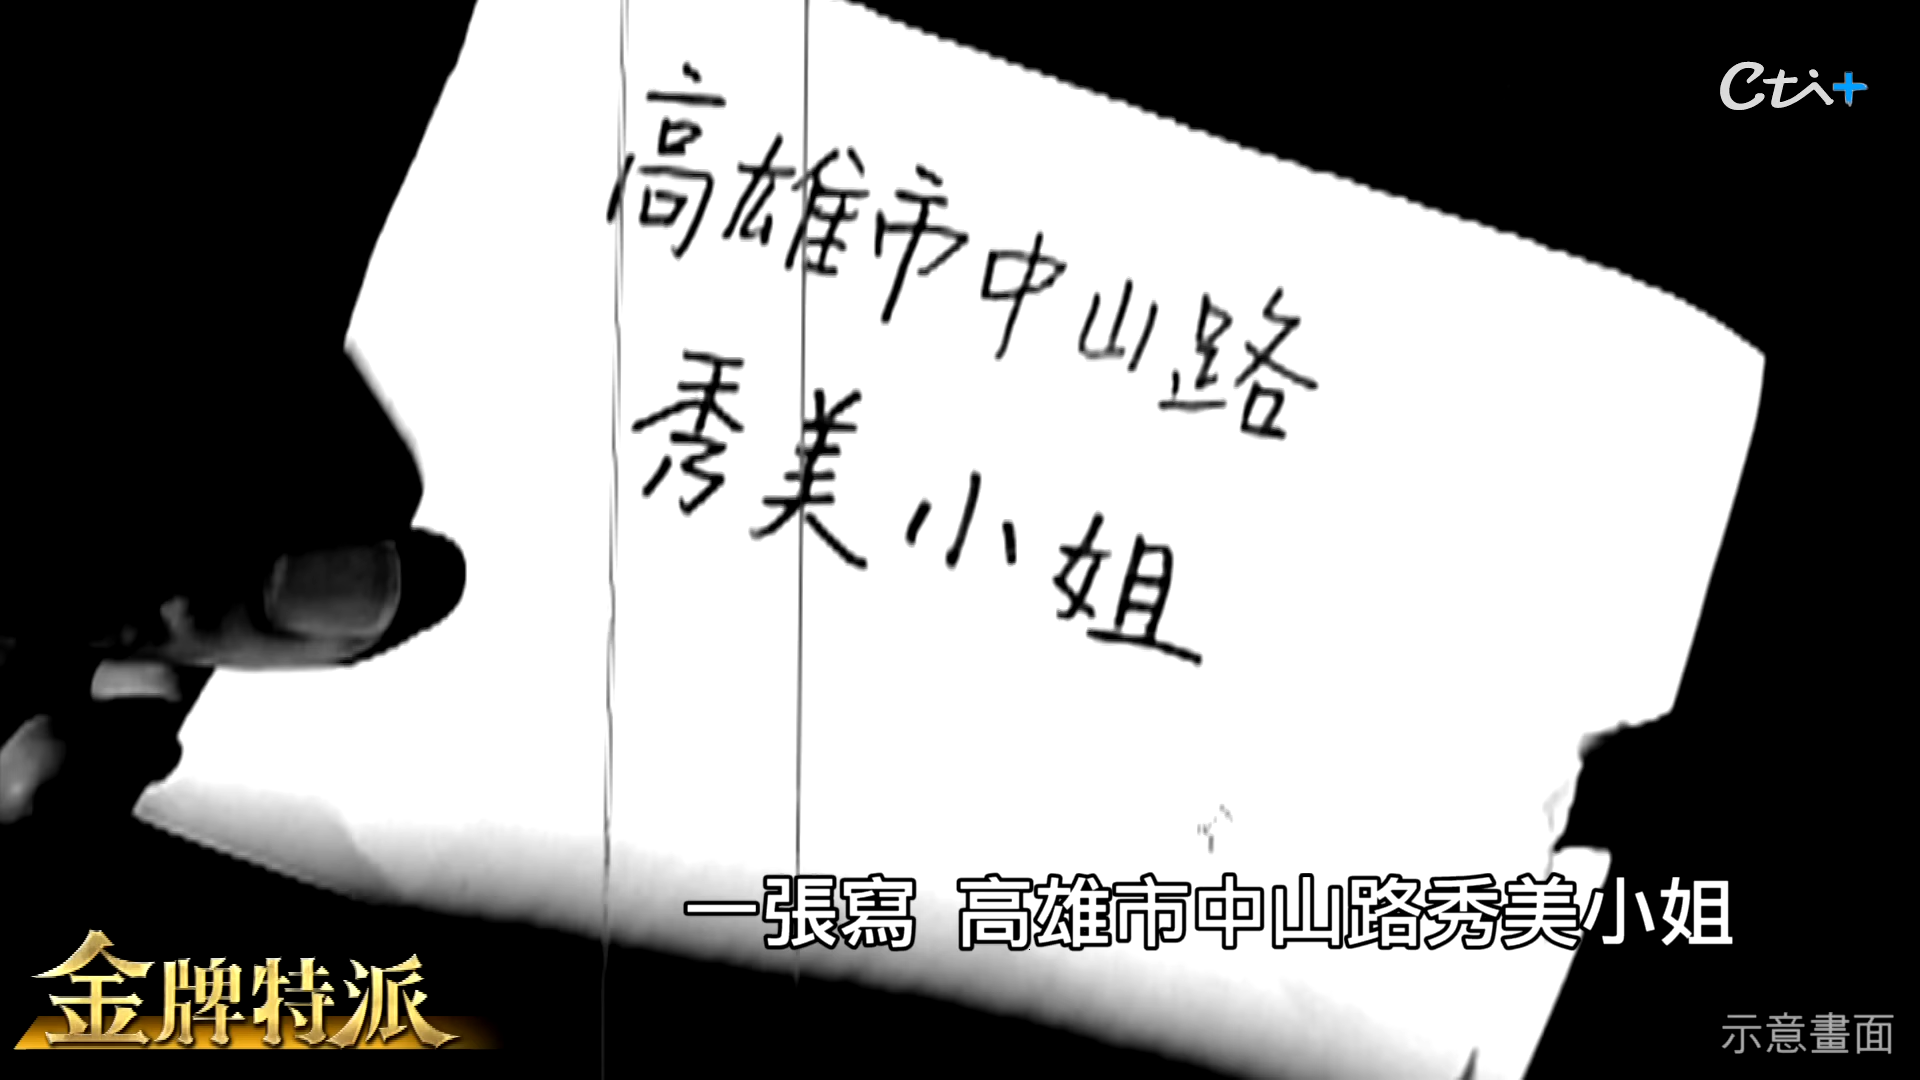 Cti+
高雄市中山路
秀美小姐
一張寫 高雄市中山路秀美小姐
金牌特派
示意畫面